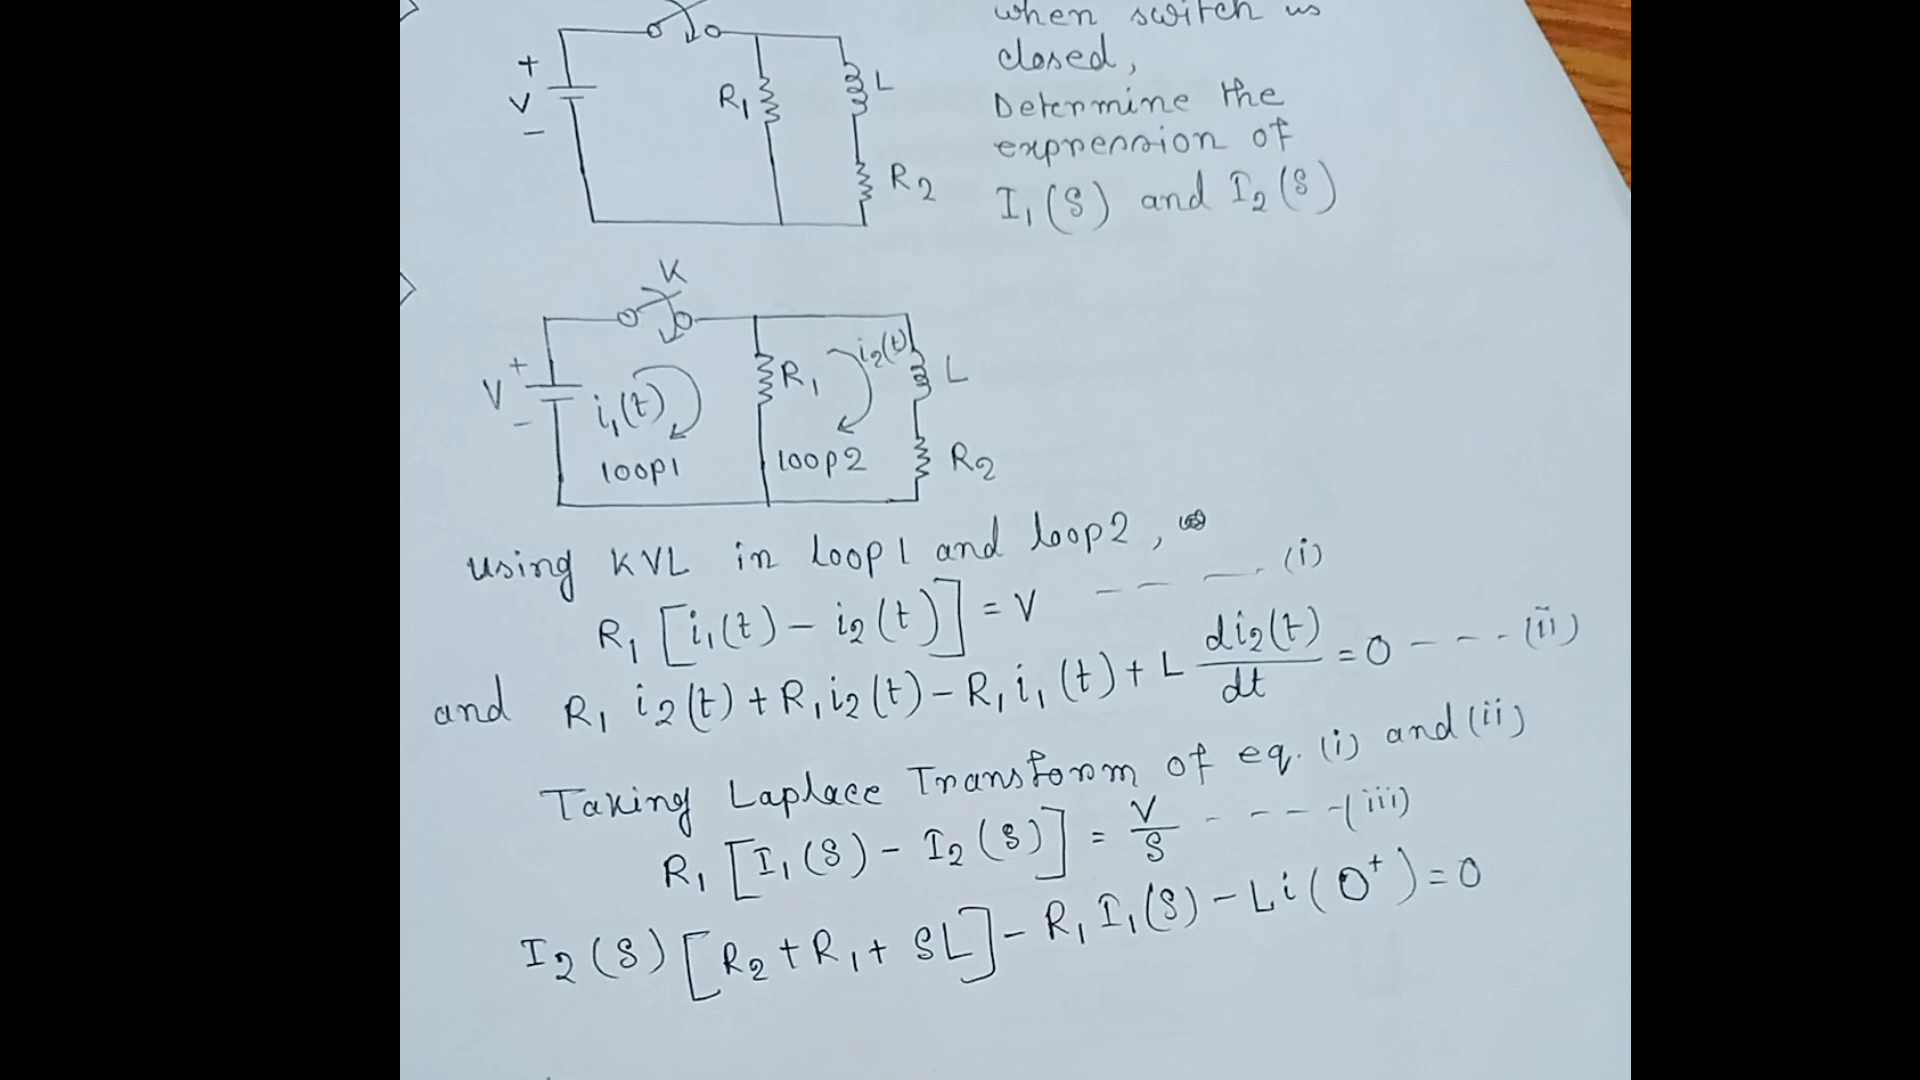 when switch is
closed,
Determine the
expression of
I₁(S) and I₂(S)
+
V
−
R₁
L
R₂
K
+
V
−
i₁(t)
loop1
R₁
i₂(t)
loop2
L
R₂
using KVL in loop1 and loop2,
R₁ [i₁(t) − i₂(t)] = V - - - - (i)
and R₁ i₂(t) + R₁ i₂(t) − R₁ i₁(t) + L di₂(t)/dt = 0 - - - - (ii)
Taking Laplace Transform of eq. (i) and (ii)
R₁ [I₁(S) − I₂(S)] = V/S - - - - (iii)
I₂(S) [R₂ + R₁ + SL] − R₁ I₁(S) − Li(0⁺) = 0